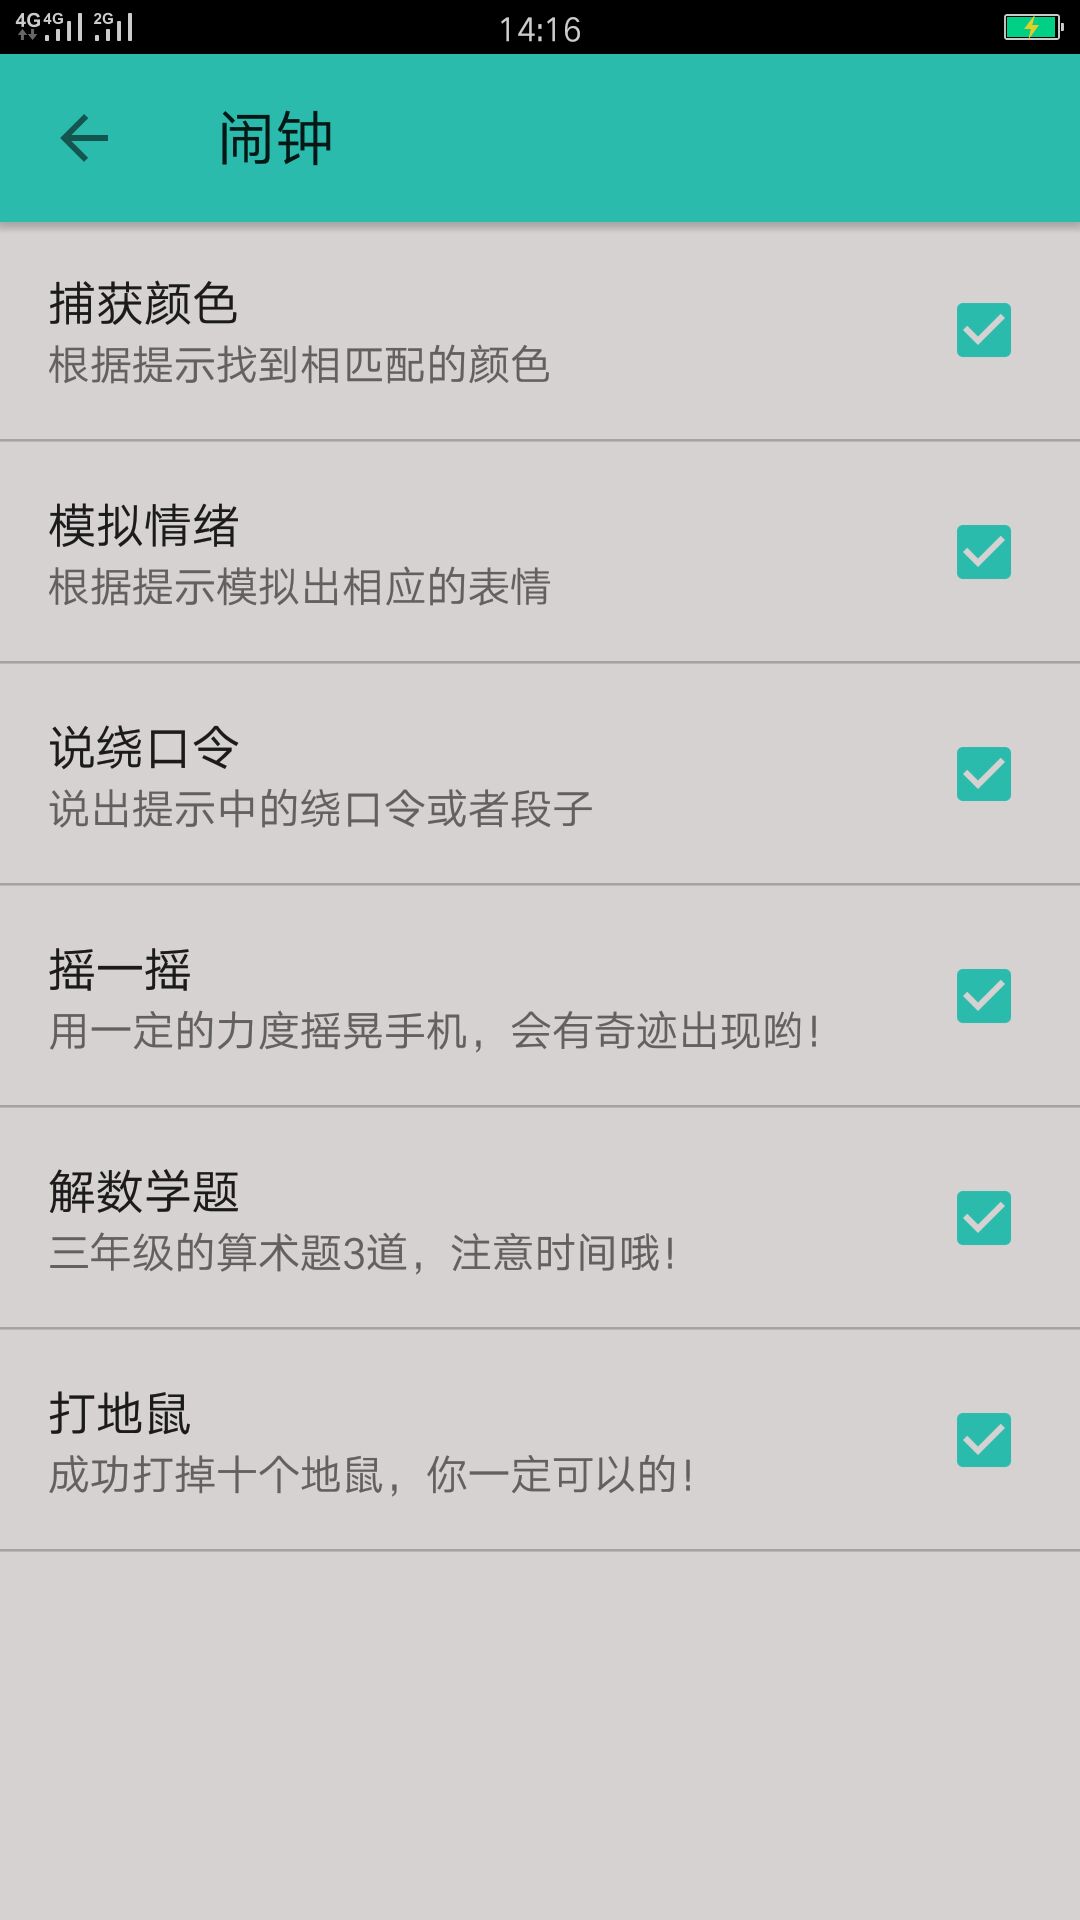 4G 4G 2G 14:16
闹钟
捕获颜色
根据提示找到相匹配的颜色
模拟情绪
根据提示模拟出相应的表情
说绕口令
说出提示中的绕口令或者段子
摇一摇
用一定的力度摇晃手机，会有奇迹出现哟！
解数学题
三年级的算术题3道，注意时间哦！
打地鼠
成功打掉十个地鼠，你一定可以的！